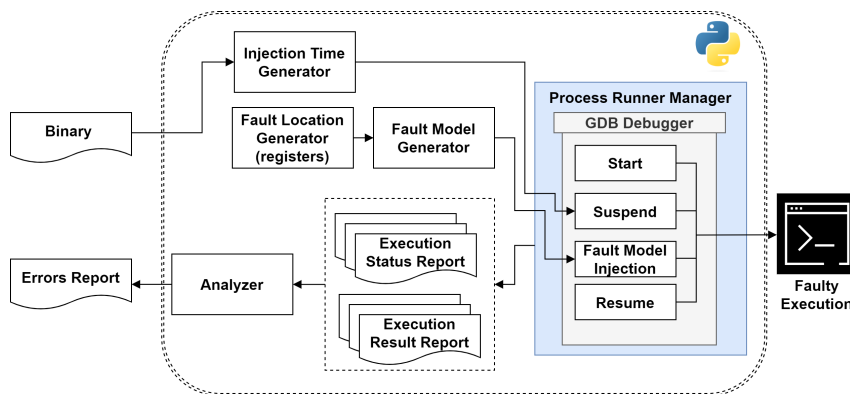 Injection Time
Generator
Process Runner Manager
GDB Debugger
Binary
Fault Location
Generator
(registers)
Fault Model
Generator
Start
Suspend
Fault Model
Injection
Resume
Execution
Status Report
Errors Report
Analyzer
Execution
Result Report
Faulty
Execution